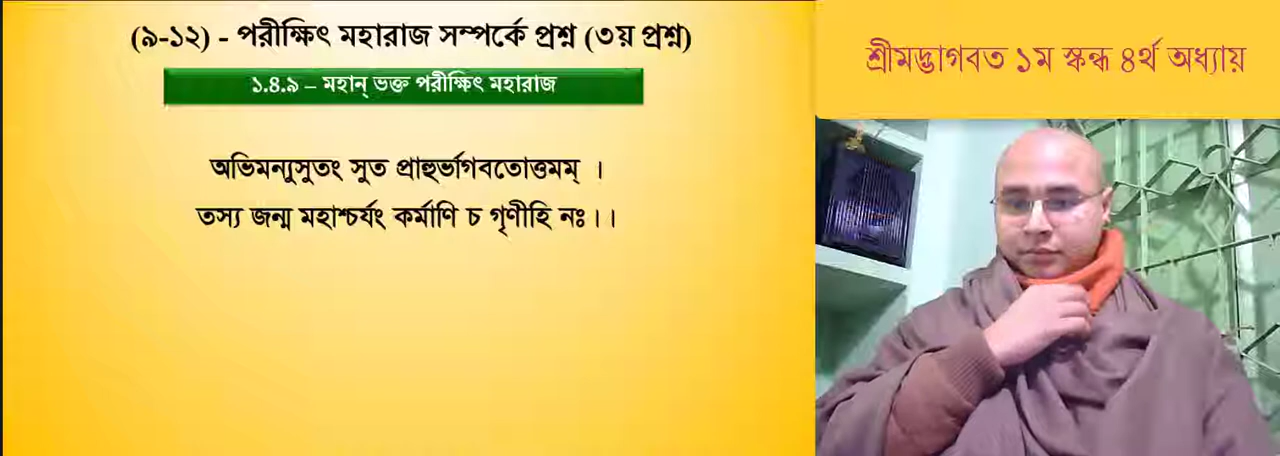 (৯-১২) - পরীক্ষিৎ মহারাজ সম্পর্কে প্রশ্ন (৩য় প্রশ্ন)
১.৪.৯ – মহান্ ভক্ত পরীক্ষিৎ মহারাজ
অভিমন্যুসুতং সুত প্রাহুর্ভাগবতোত্তমম্ ।
তস্য জন্ম মহাশ্চর্যং কর্মাণি চ গৃণীহি নঃ।।
শ্রীমদ্ভাগবত ১ম স্কন্ধ ৪র্থ অধ্যায়